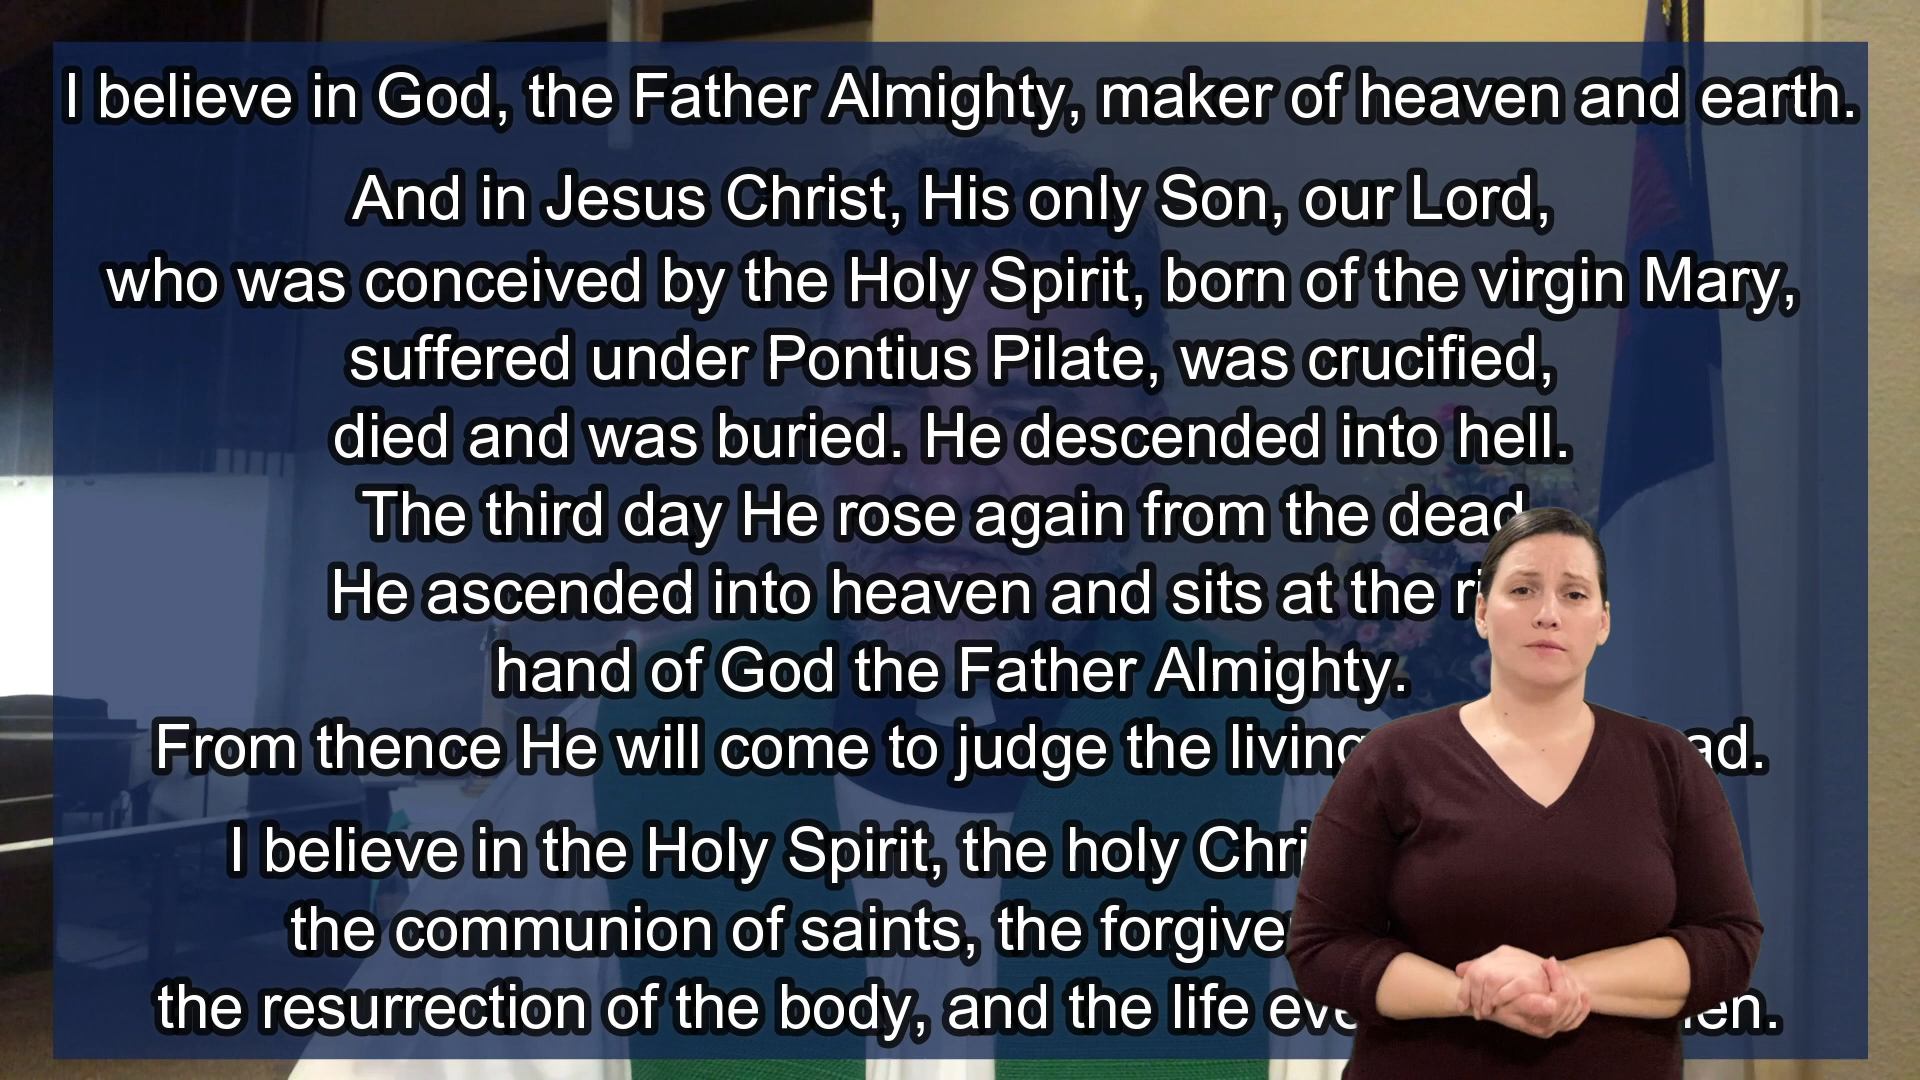 I believe in God, the Father Almighty, maker of heaven and earth.
And in Jesus Christ, His only Son, our Lord,
who was conceived by the Holy Spirit, born of the virgin Mary,
suffered under Pontius Pilate, was crucified,
died and was buried. He descended into hell.
The third day He rose again from the dead
He ascended into heaven and sits at the
hand of God the Father Almighty.
From thence He will come to judge the living
I believe in the Holy Spirit, the holy
the communion of saints, the
the resurrection of the body, and the life